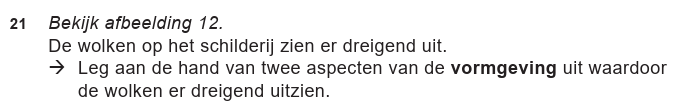 21 Bekijk afbeelding 12.
De wolken op het schilderij zien er dreigend uit.
→ Leg aan de hand van twee aspecten van de vormgeving uit waardoor
de wolken er dreigend uitzien.